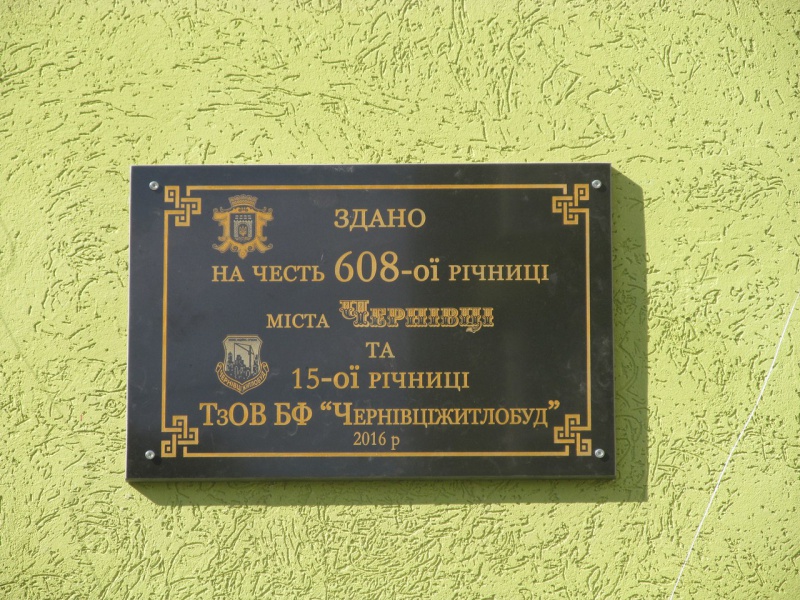 ЗДАНО
НА ЧЕСТЬ 608-ої РІЧНИЦІ
МІСТА ЧЕРНІВЦІ
ТА
15-ої РІЧНИЦІ
ТзОВ БФ “ЧЕРНІВЦІЖИТЛОБУД”
2016 р